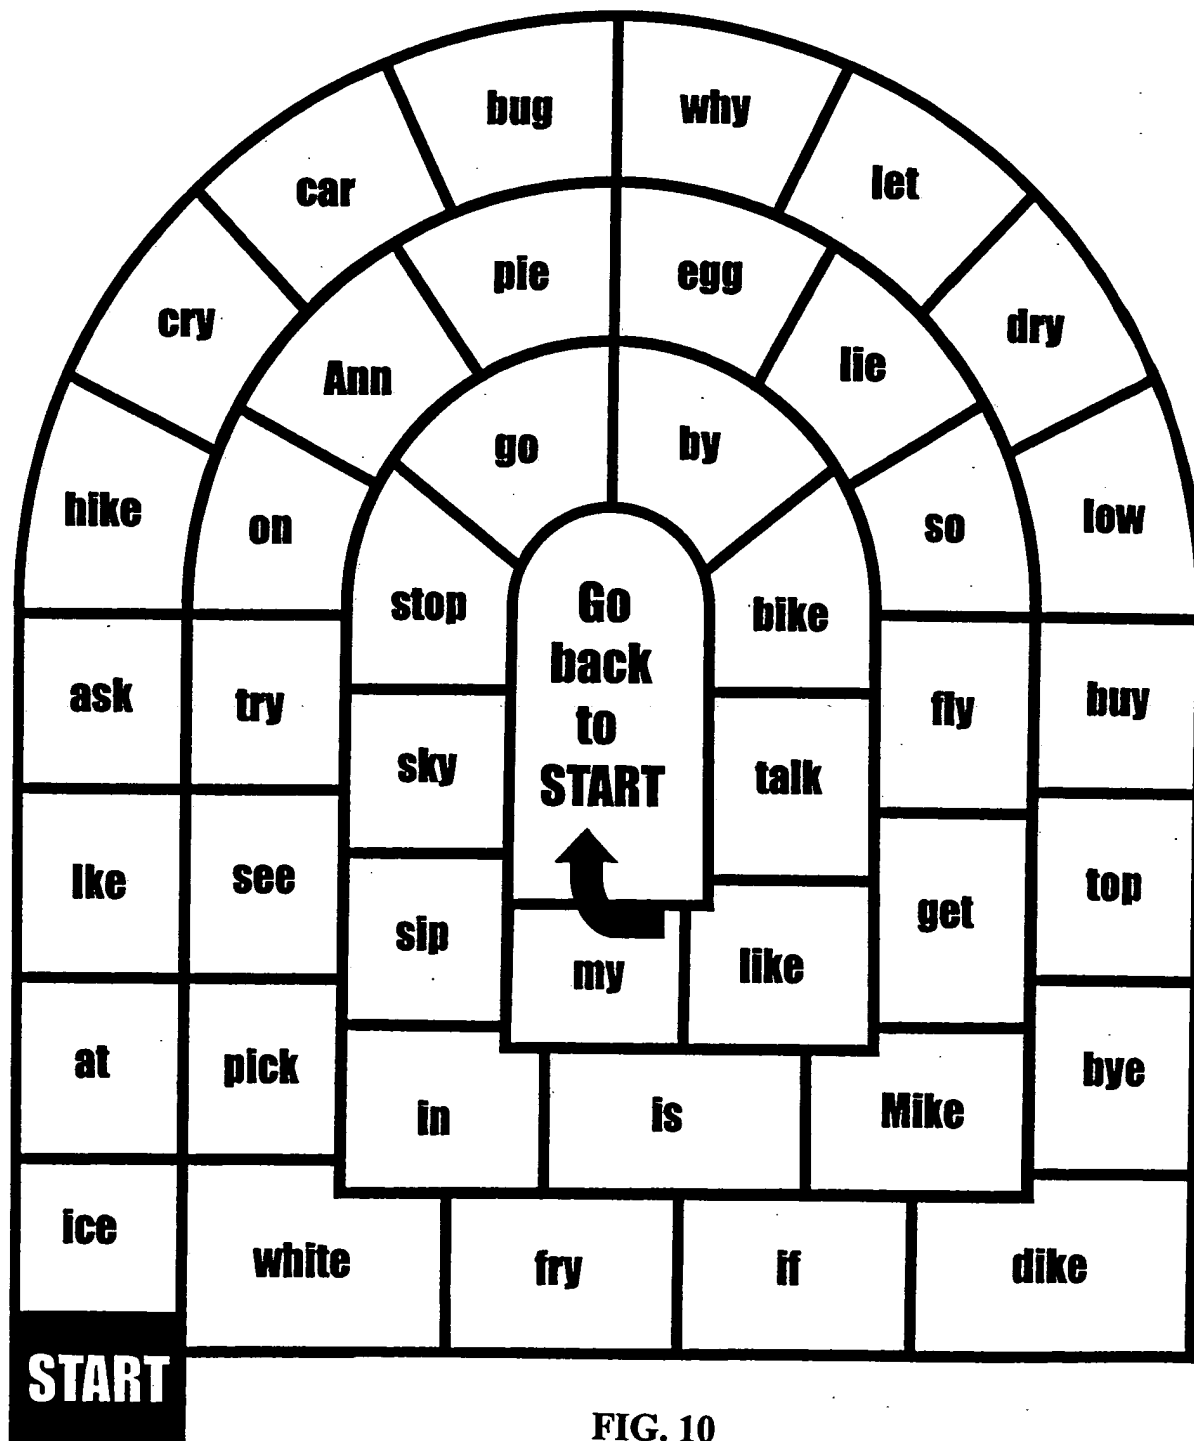 START
ice
at
Ike
ask
hike
cry
car
bug
why
let
dry
low
buy
top
bye
dike
if
fry
white
pick
see
try
on
Ann
pie
egg
lie
so
fly
get
Mike
is
in
sip
sky
stop
go
by
bike
talk
like
my
Go
back
to
START
FIG. 10